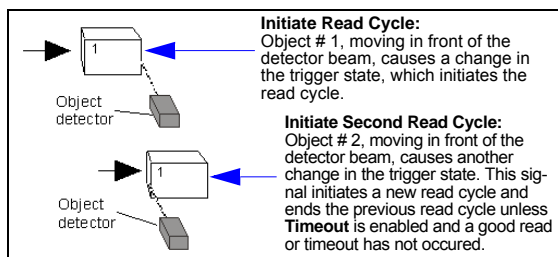 Initiate Read Cycle:
Object # 1, moving in front of the
detector beam, causes a change in
the trigger state, which initiates the
read cycle.
1
Object
detector
Initiate Second Read Cycle:
Object # 2, moving in front of the
detector beam, causes another
change in the trigger state. This sig-
nal initiates a new read cycle and
ends the previous read cycle unless
Timeout is enabled and a good read
or timeout has not occured.
1
Object
detector